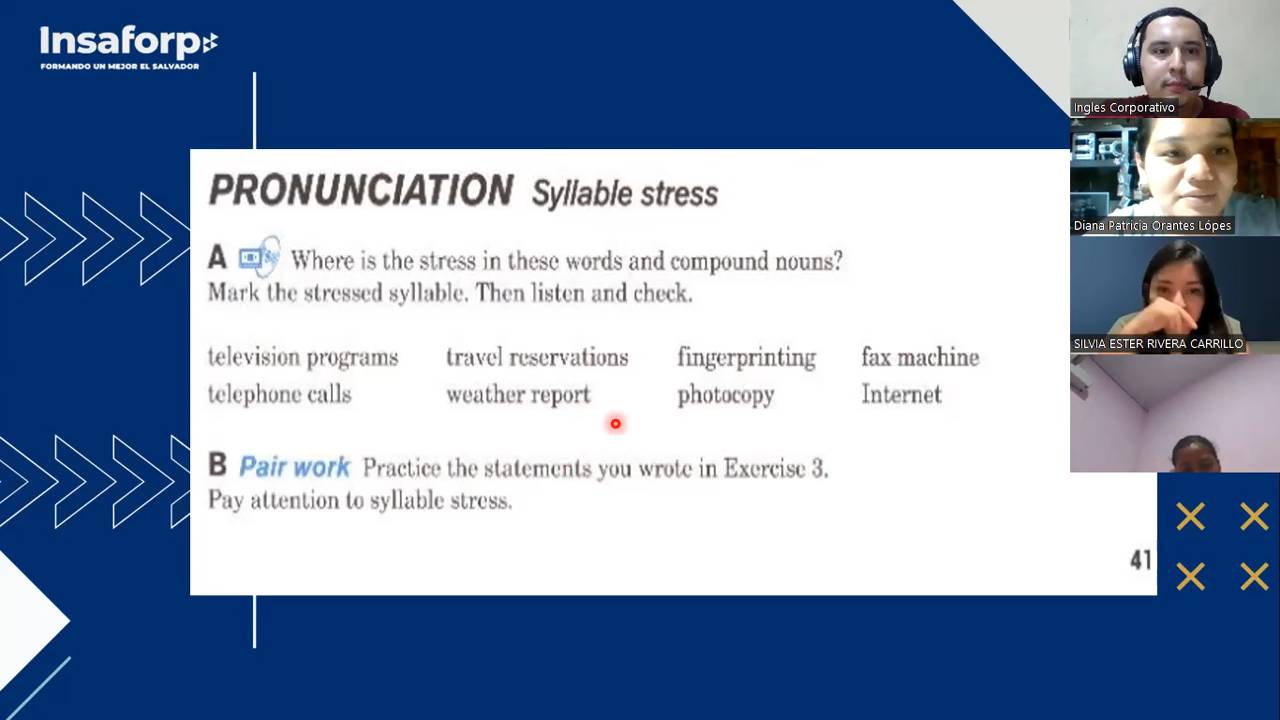 Insaforp
FORMANDO UN MEJOR EL SALVADOR
PRONUNCIATION Syllable stress
A Where is the stress in these words and compound nouns?
Mark the stressed syllable. Then listen and check.
television programs travel reservations fingerprinting fax machine
telephone calls weather report photocopy Internet
B Pair work Practice the statements you wrote in Exercise 3.
Pay attention to syllable stress.
41
Ingles Corporativo
Diana Patricia Orantes Lópes
SILVIA ESTER RIVERA CARRILLO